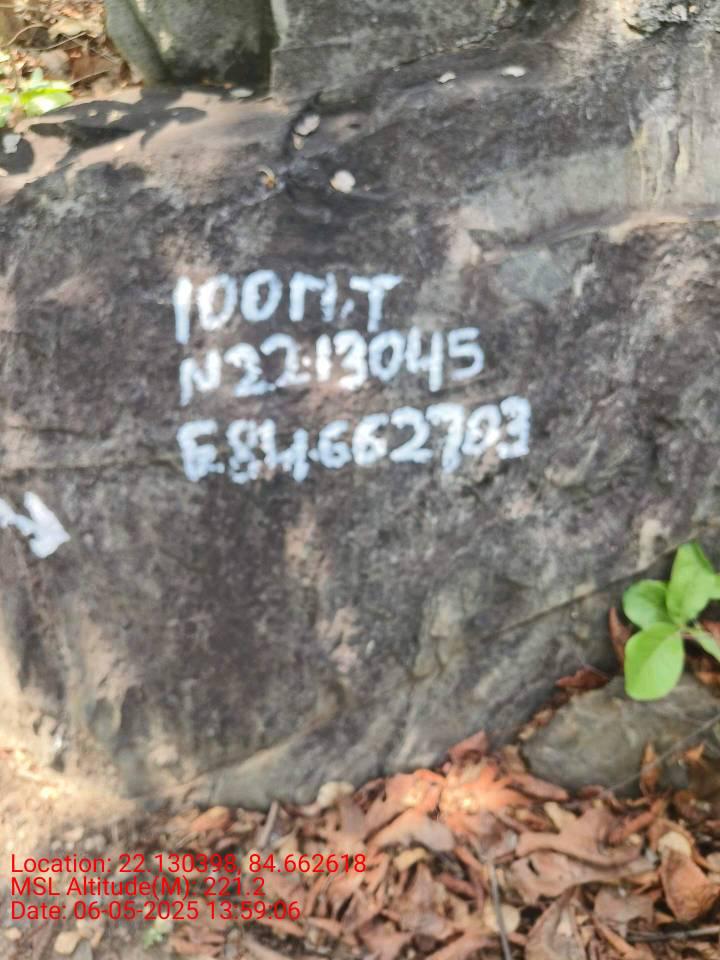 100M.T
N22.13045
E.84.662703
Location: 22.130398, 84.662618
MSL Altitude(M): 221.2
Date: 06-05-2025 13:59:06